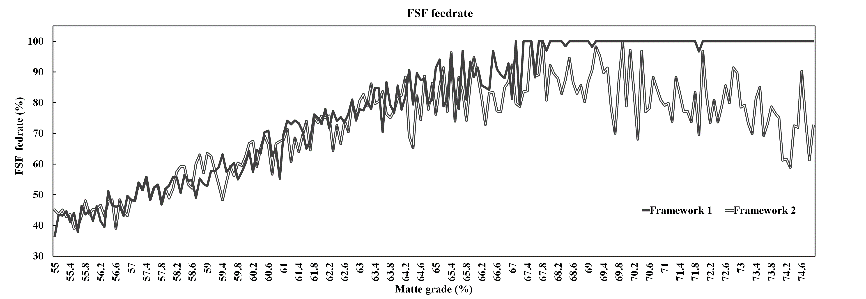 FSF feedrate
FSF fedrate (%)
100
90
80
70
60
50
40
30
Framework 1
Framework 2
55 55.4 55.8 56.2 56.6 57 57.4 57.8 58.2 58.6 59 59.4 59.8 60.2 60.6 61 61.4 61.8 62.2 62.6 63 63.4 63.8 64.2 64.6 65 65.4 65.8 66.2 66.6 67 67.4 67.8 68.2 68.6 69 69.4 69.8 70.2 70.6 71 71.4 71.8 72.2 72.6 73 73.4 73.8 74.2 74.6
Matte grade (%)